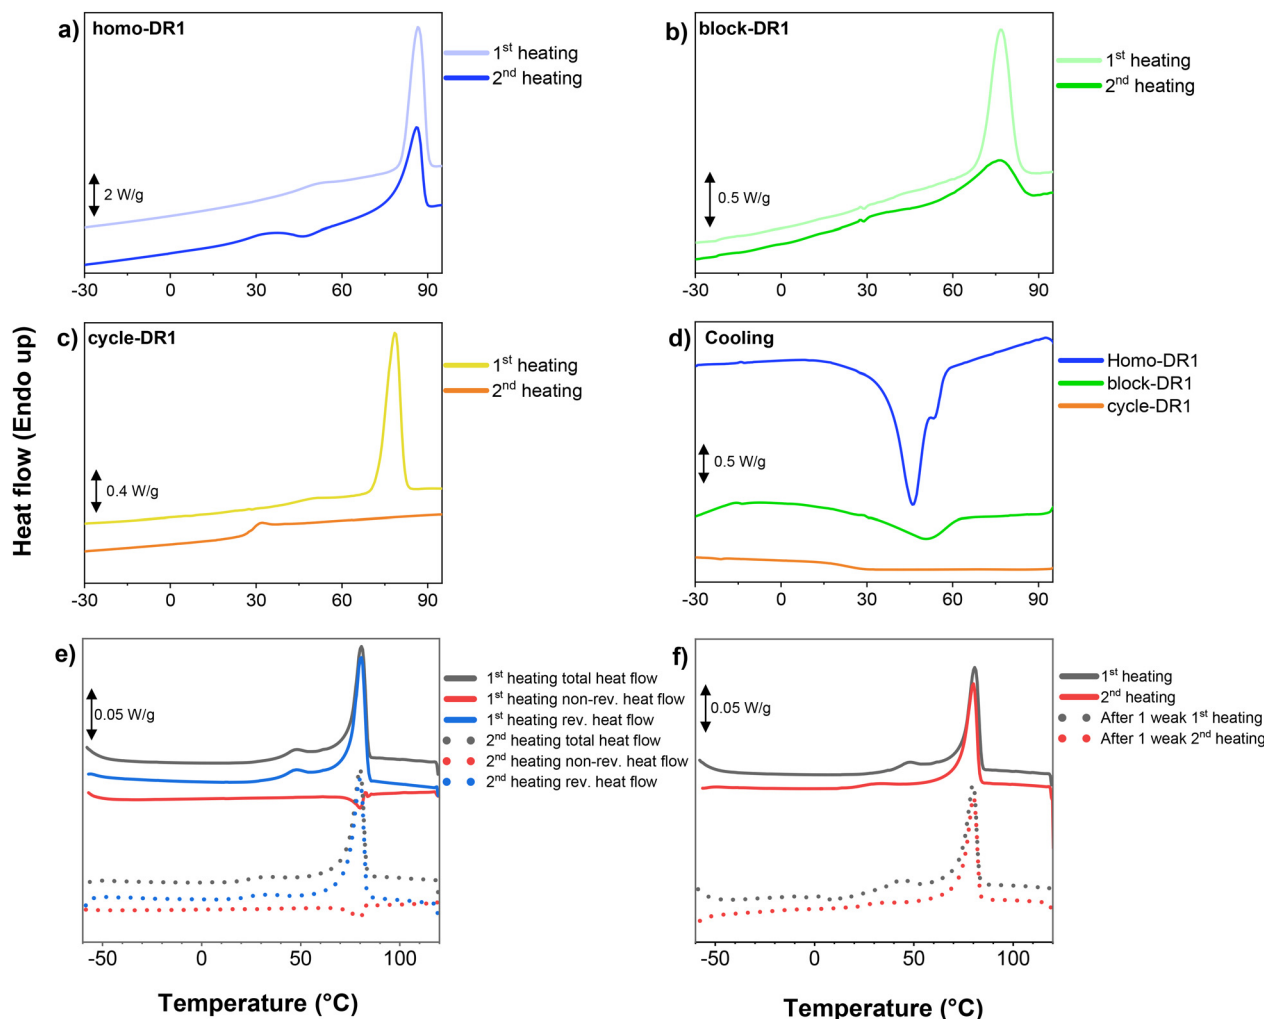 a) homo-DR1
1st heating
2nd heating
2 W/g
-30 0 30 60 90
b) block-DR1
1st heating
2nd heating
0.5 W/g
-30 0 30 60 90
c) cycle-DR1
1st heating
2nd heating
0.4 W/g
-30 0 30 60 90
d) Cooling
Homo-DR1
block-DR1
cycle-DR1
0.5 W/g
-30 0 30 60 90
Heat flow (Endo up)
e)
1st heating total heat flow
1st heating non-rev. heat flow
1st heating rev. heat flow
2nd heating total heat flow
2nd heating non-rev. heat flow
2nd heating rev. heat flow
0.05 W/g
-50 0 50 100
Temperature (°C)
f)
1st heating
2nd heating
After 1 weak 1st heating
After 1 weak 2nd heating
0.05 W/g
-50 0 50 100
Temperature (°C)